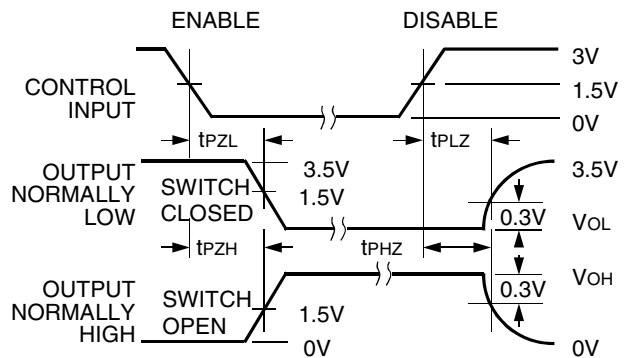 ENABLE
DISABLE
CONTROL
INPUT
3V
1.5V
0V
tPZL
tPLZ
OUTPUT
NORMALLY
LOW
SWITCH
CLOSED
3.5V
1.5V
3.5V
0.3V
VOL
tPZH
tPHZ
OUTPUT
NORMALLY
HIGH
SWITCH
OPEN
1.5V
0V
0.3V
VOH
0V